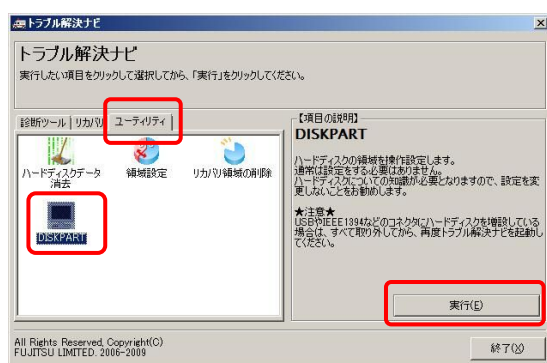 トラブル解決ナビ
トラブル解決ナビ
実行したい項目をクリックして選択してから、「実行」をクリックしてください。
診断ツール
リカバリ
ユーティリティ
ハードディスクデータ
消去
領域設定
リカバリ領域の削除
DISKPART
【項目の説明】
DISKPART
ハードディスクの領域を操作設定します。
通常は設定をする必要はありません。
ハードディスクについての知識が必要となりますので、設定を変
更しないことをお勧めします。
★注意★
USBやIEEE1394などのコネクタにハードディスクを増設している
場合は、すべて取り外してから、再度トラブル解決ナビを起動し
てください。
実行(E)
All Rights Reserved, Copyright(C)
FUJITSU LIMITED. 2006-2009
終了(X)